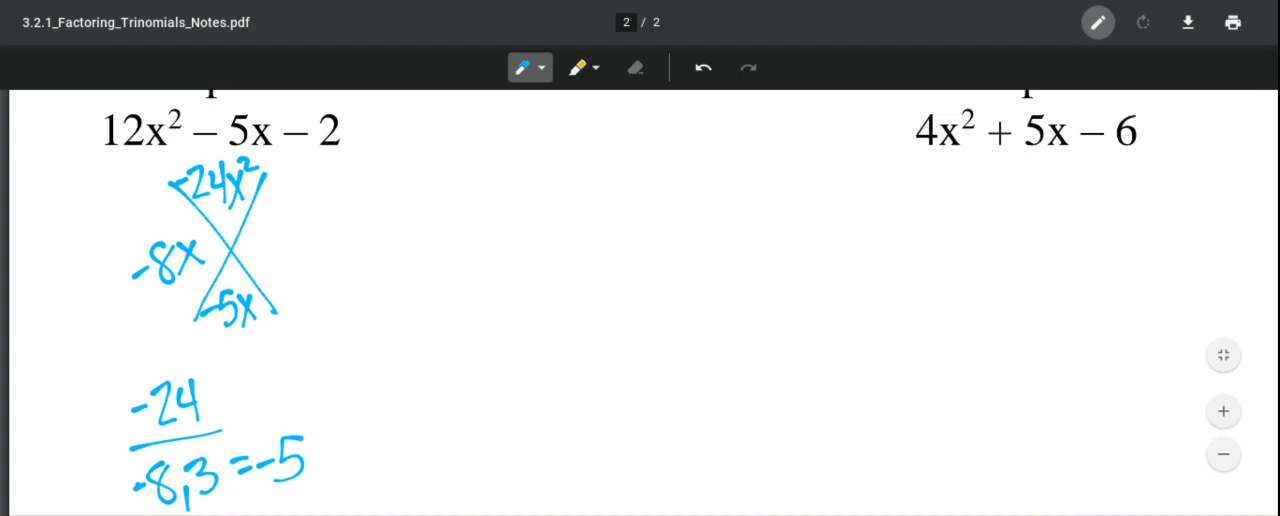 3.2.1_Factoring_Trinomials_Notes.pdf
2 / 2
12x² – 5x – 2
4x² + 5x – 6
-24x²
-8x
-5x
-24
-8,3 = -5